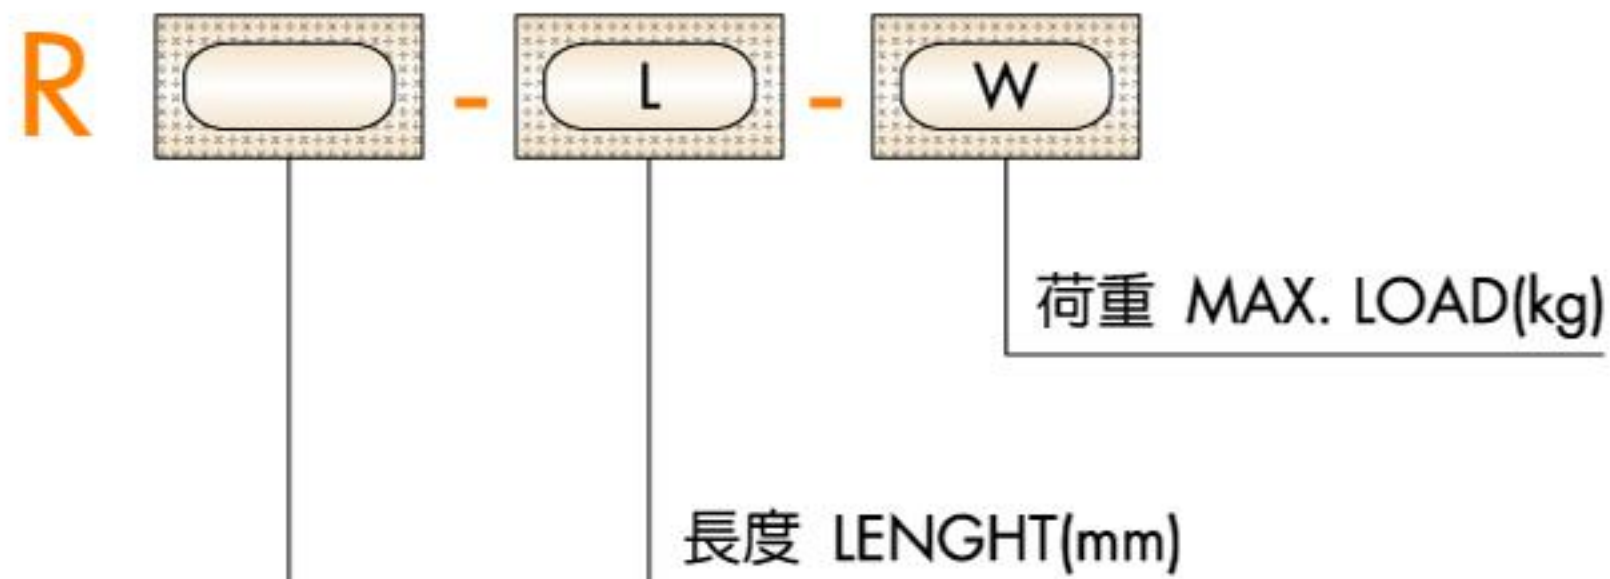 R - L - W
荷重 MAX. LOAD(kg)
長度 LENGHT(mm)